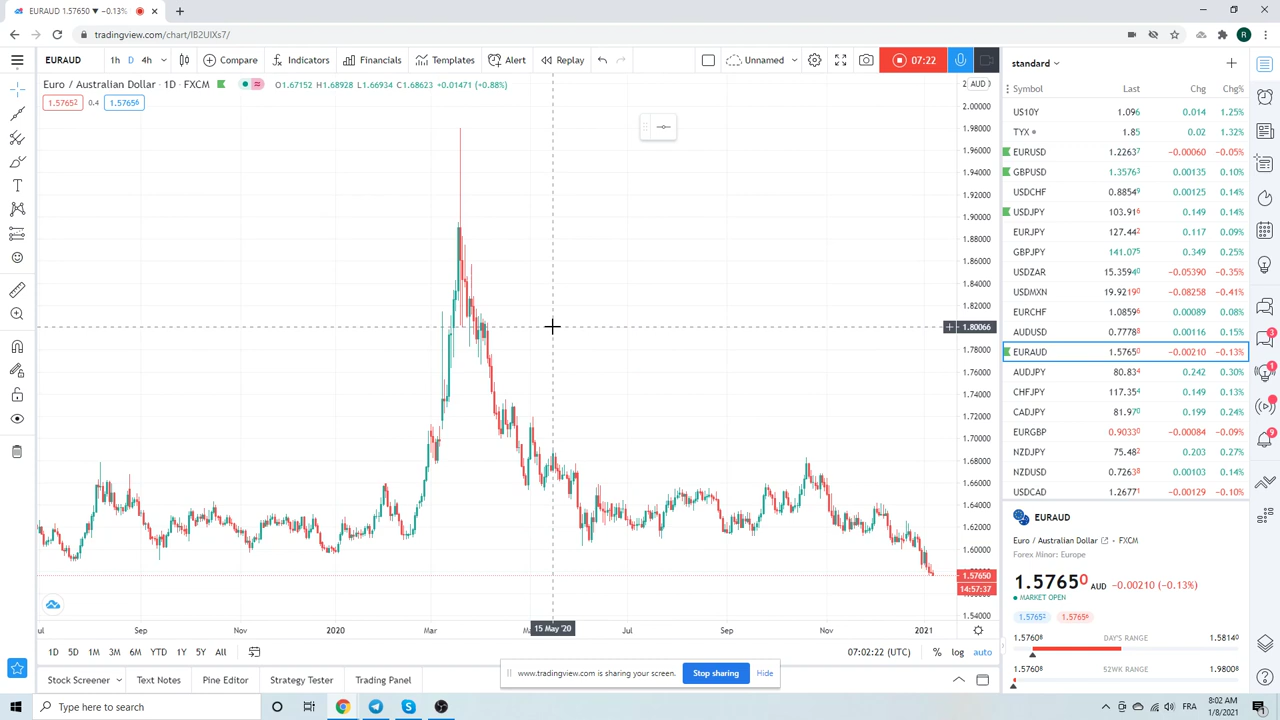 EURAUD 1.57650 ▼ −0.13%
tradingview.com/chart/IB2UIXs7/
R
EURAUD 1h D 4h Compare Indicators Financials Templates Alert Replay Unnamed 07:22
Euro / Australian Dollar · 1D · FXCM 7152 H1.68928 L1.66934 C1.68623 +0.01471 (+0.88%)
1.57652 0.4 1.57656
AUD
2.00000
1.98000
1.96000
1.94000
1.92000
1.90000
1.88000
1.86000
1.84000
1.82000
1.80066
1.78000
1.76000
1.74000
1.72000
1.70000
1.68000
1.66000
1.64000
1.62000
1.60000
1.57650
14:57:37
1.54000
Sep Nov 2020 Mar 15 May '20 Jul Sep Nov 2021
1D 5D 1M 3M 6M YTD 1Y 5Y All 07:02:22 (UTC) % log auto
www.tradingview.com is sharing your screen. Stop sharing Hide
Stock Screener Text Notes Pine Editor Strategy Tester Trading Panel
standard
Symbol Last Chg Chg%
US10Y 1.096 0.014 1.25%
TYX 1.85 0.02 1.32%
EURUSD 1.22637 −0.00060 −0.05%
GBPUSD 1.35763 0.00135 0.10%
USDCHF 0.88549 0.00125 0.14%
USDJPY 103.916 0.149 0.14%
EURJPY 127.442 0.117 0.09%
GBPJPY 141.075 0.349 0.25%
USDZAR 15.35940 −0.05390 −0.35%
USDMXN 19.92190 −0.08258 −0.41%
EURCHF 1.08596 0.00089 0.08%
AUDUSD 0.77788 0.00116 0.15%
EURAUD 1.57650 −0.00210 −0.13%
AUDJPY 80.834 0.242 0.30%
CHFJPY 117.354 0.149 0.13%
CADJPY 81.970 0.199 0.24%
EURGBP 0.90330 −0.00084 −0.09%
NZDJPY 75.482 0.203 0.27%
NZDUSD 0.72638 0.00103 0.14%
USDCAD 1.26771 −0.00129 −0.10%
EURAUD
Euro / Australian Dollar • FXCM
Forex Minor: Europe
1.57650 AUD −0.00210 (−0.13%)
MARKET OPEN
1.57652 1.57656
1.57608 DAY'S RANGE 1.58140
1.57608 52WK RANGE 1.98008
3
1
9
Type here to search
FRA 8:02 AM
1/8/2021
1